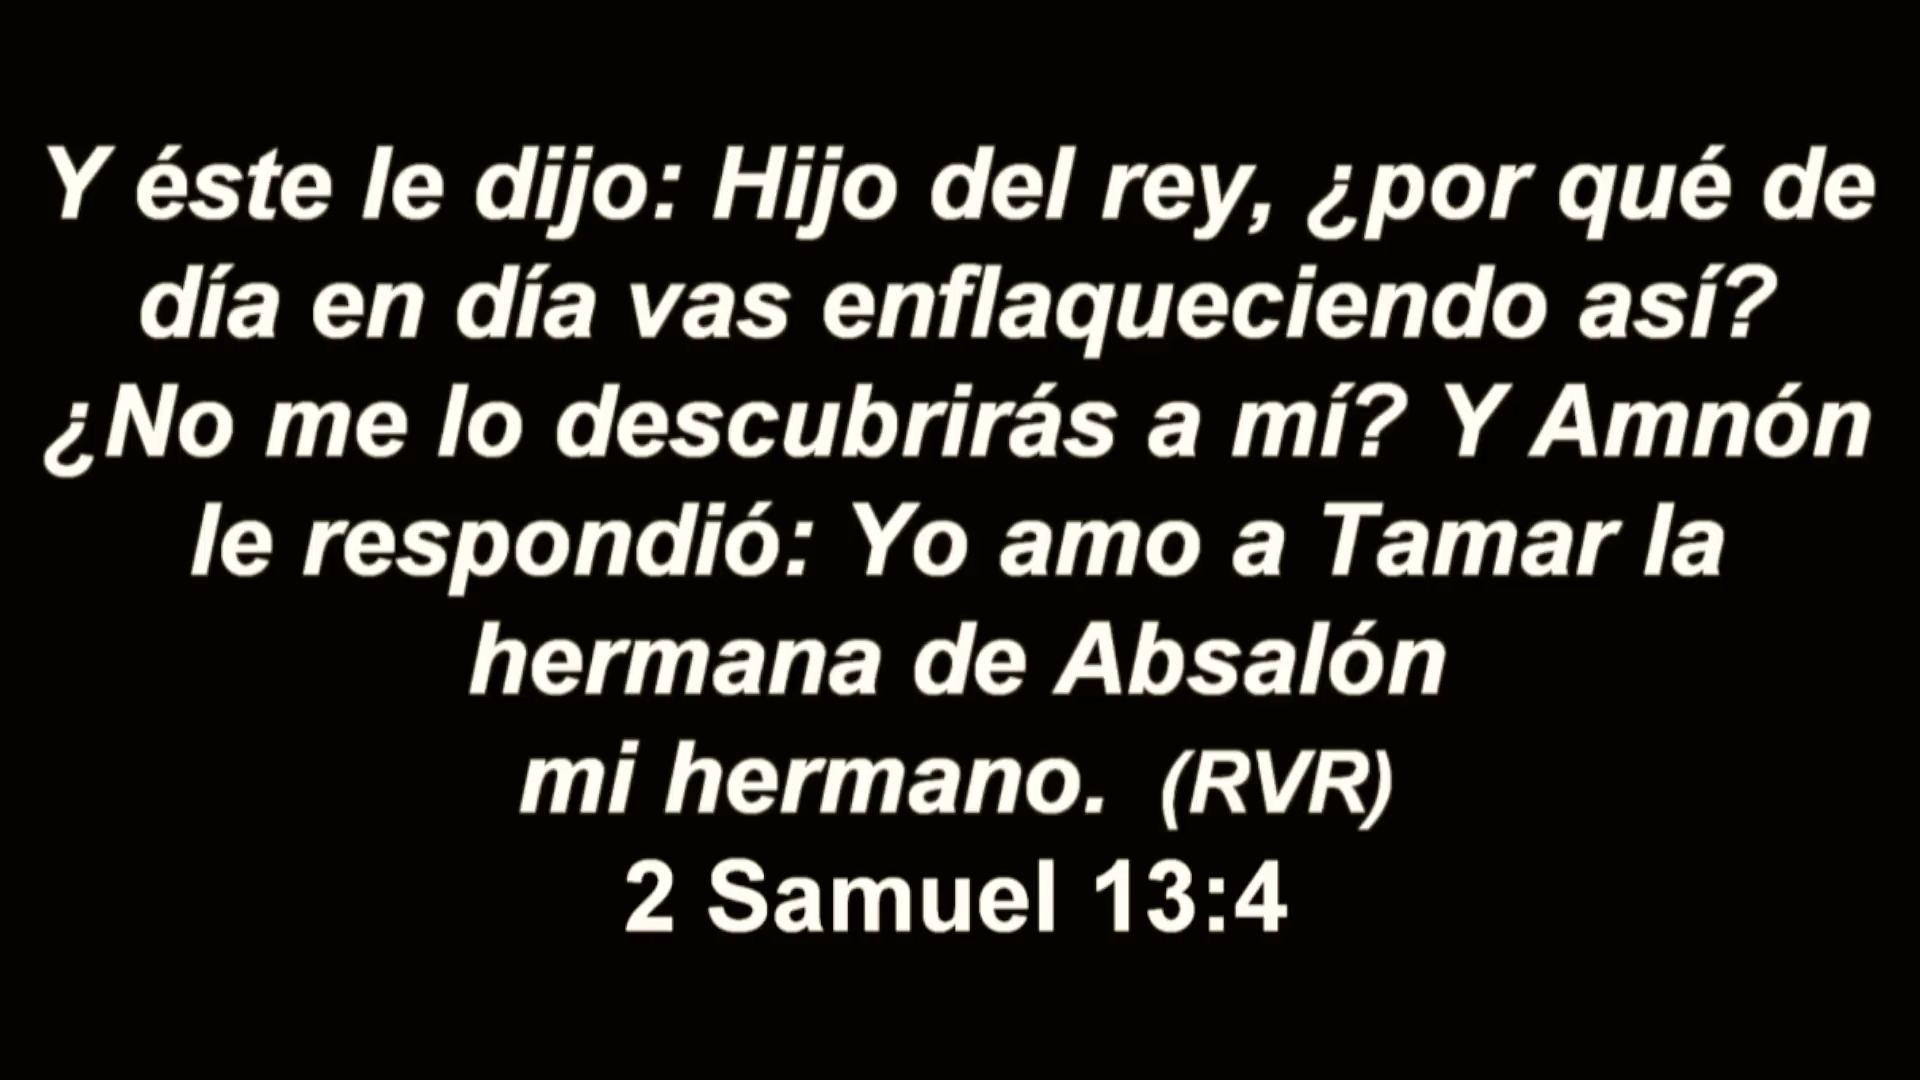 Y éste le dijo: Hijo del rey, ¿por qué de
día en día vas enflaqueciendo así?
¿No me lo descubrirás a mí? Y Amnón
le respondió: Yo amo a Tamar la
hermana de Absalón
mi hermano. (RVR)
2 Samuel 13:4